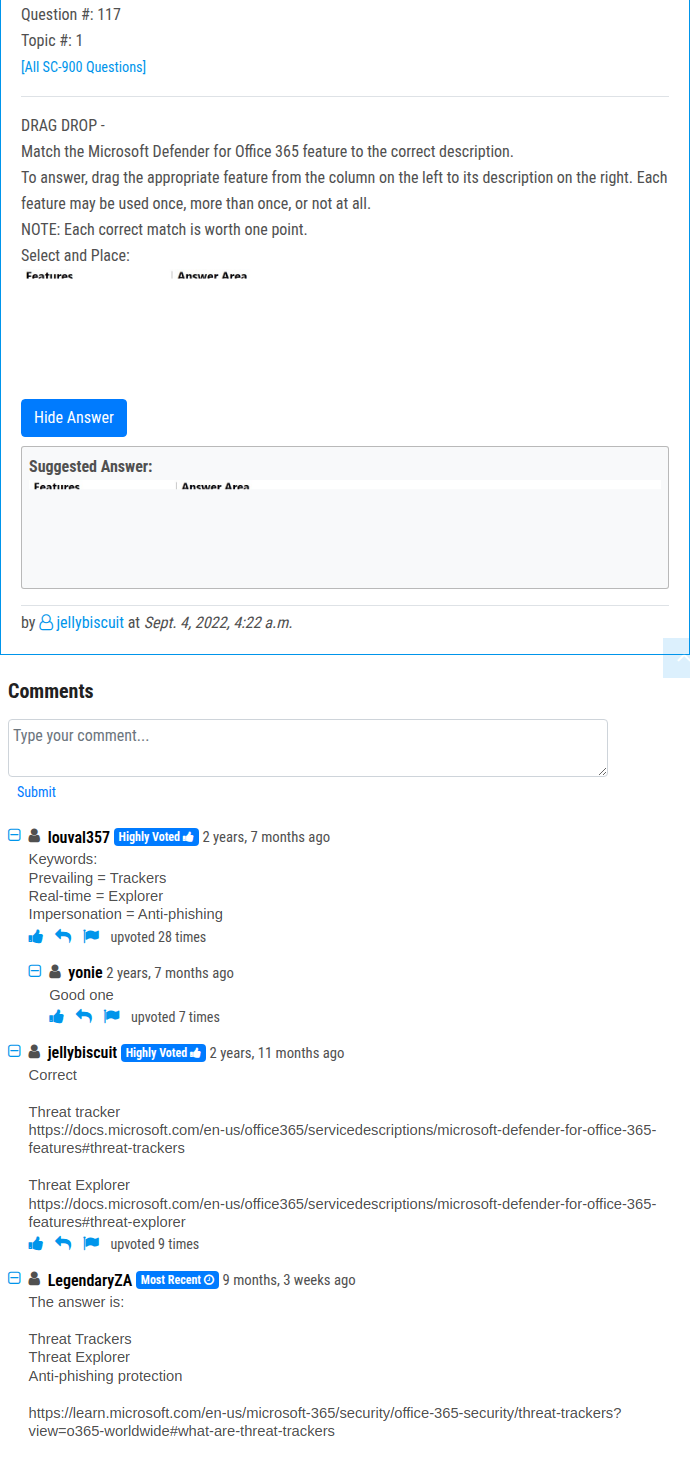 Question #: 117
Topic #: 1
[All SC-900 Questions]
DRAG DROP -
Match the Microsoft Defender for Office 365 feature to the correct description.
To answer, drag the appropriate feature from the column on the left to its description on the right. Each
feature may be used once, more than once, or not at all.
NOTE: Each correct match is worth one point.
Select and Place:
Features Answer Area
Hide Answer
Suggested Answer:
Features Answer Area
by jellybiscuit at Sept. 4, 2022, 4:22 a.m.
Comments
Type your comment...
Submit
louval357 Highly Voted 2 years, 7 months ago
Keywords:
Prevailing = Trackers
Real-time = Explorer
Impersonation = Anti-phishing
upvoted 28 times
yonie 2 years, 7 months ago
Good one
upvoted 7 times
jellybiscuit Highly Voted 2 years, 11 months ago
Correct
Threat tracker
https://docs.microsoft.com/en-us/office365/servicedescriptions/microsoft-defender-for-office-365-
features#threat-trackers
Threat Explorer
https://docs.microsoft.com/en-us/office365/servicedescriptions/microsoft-defender-for-office-365-
features#threat-explorer
upvoted 9 times
LegendaryZA Most Recent 9 months, 3 weeks ago
The answer is:
Threat Trackers
Threat Explorer
Anti-phishing protection
https://learn.microsoft.com/en-us/microsoft-365/security/office-365-security/threat-trackers?
view=o365-worldwide#what-are-threat-trackers